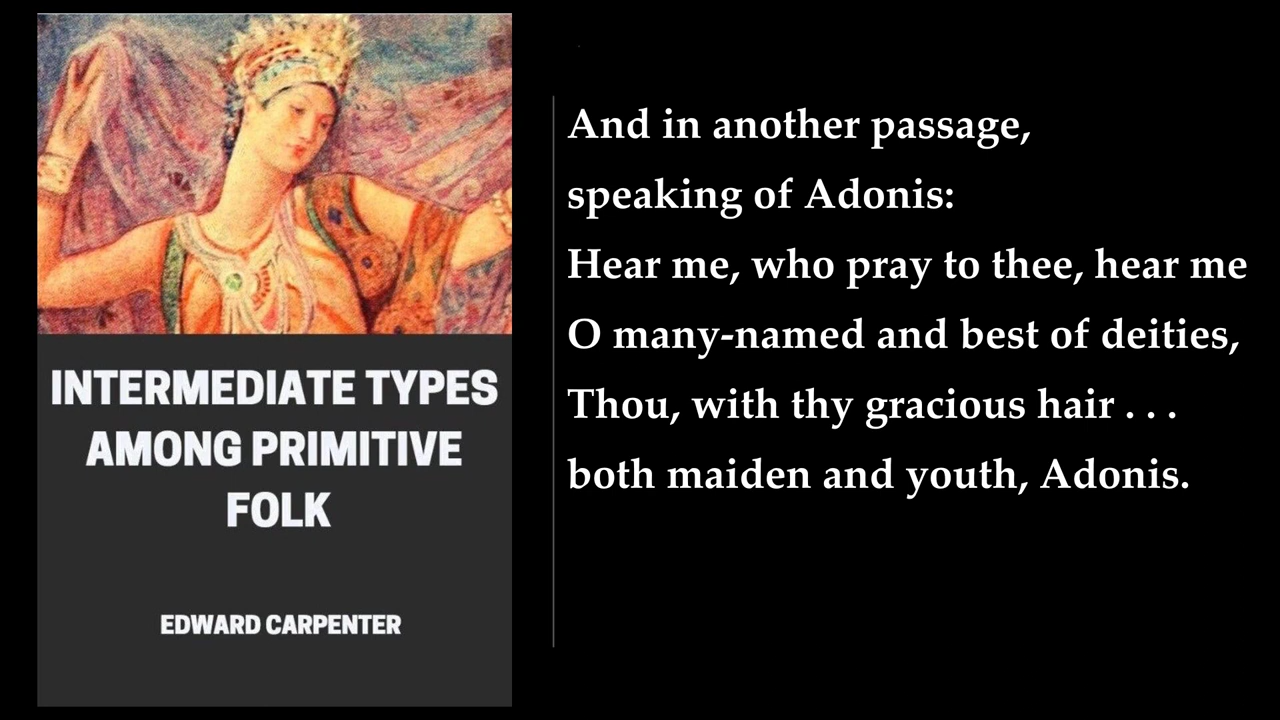 INTERMEDIATE TYPES
AMONG PRIMITIVE
FOLK
EDWARD CARPENTER
And in another passage,
speaking of Adonis:
Hear me, who pray to thee, hear me
O many-named and best of deities,
Thou, with thy gracious hair . . .
both maiden and youth, Adonis.